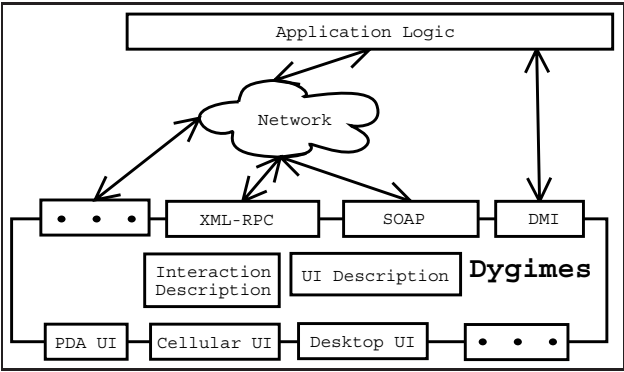 Application Logic
Network
• • •
XML-RPC
SOAP
DMI
Interaction
Description
UI Description
Dygimes
PDA UI
Cellular UI
Desktop UI
• • •